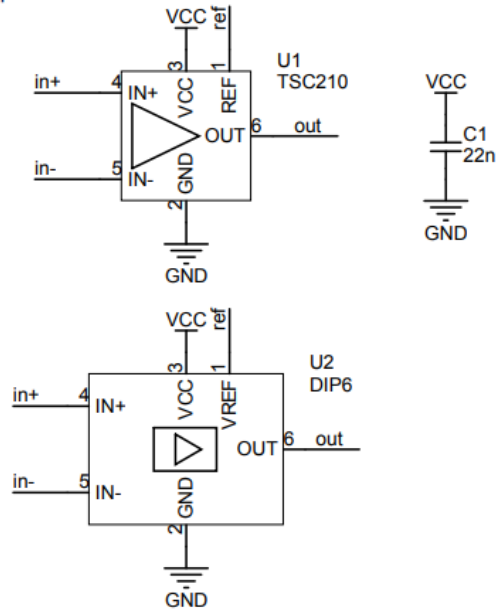 VCC
ref
U1
TSC210
in+
4
IN+
3
VCC
1
REF
OUT
6
out
in-
5
IN-
2
GND
GND
VCC
C1
22n
GND
VCC
ref
U2
DIP6
in+
4
IN+
3
VCC
1
VREF
OUT
6
out
in-
5
IN-
2
GND
GND